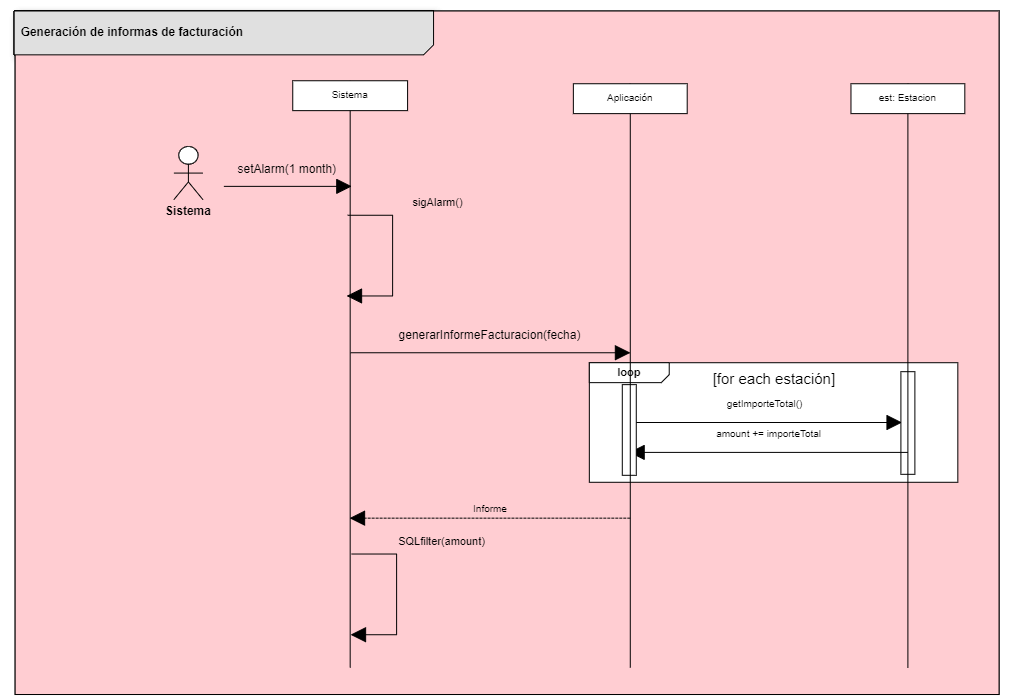 Generación de informas de facturación
Sistema
Aplicación
est: Estacion
setAlarm(1 month)
Sistema
sigAlarm()
generarInformeFacturacion(fecha)
loop
[for each estación]
getImporteTotal()
amount += importeTotal
Informe
SQLfilter(amount)